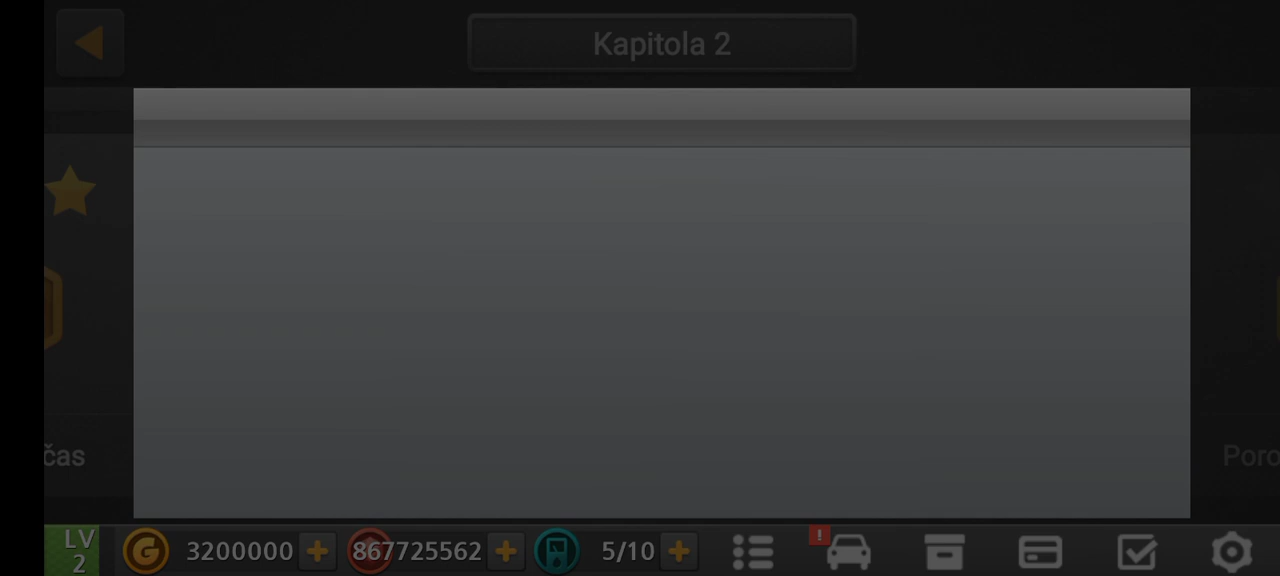 Kapitola 2
čas
Poro
LV
2
G
3200000
867725562
5/10
!